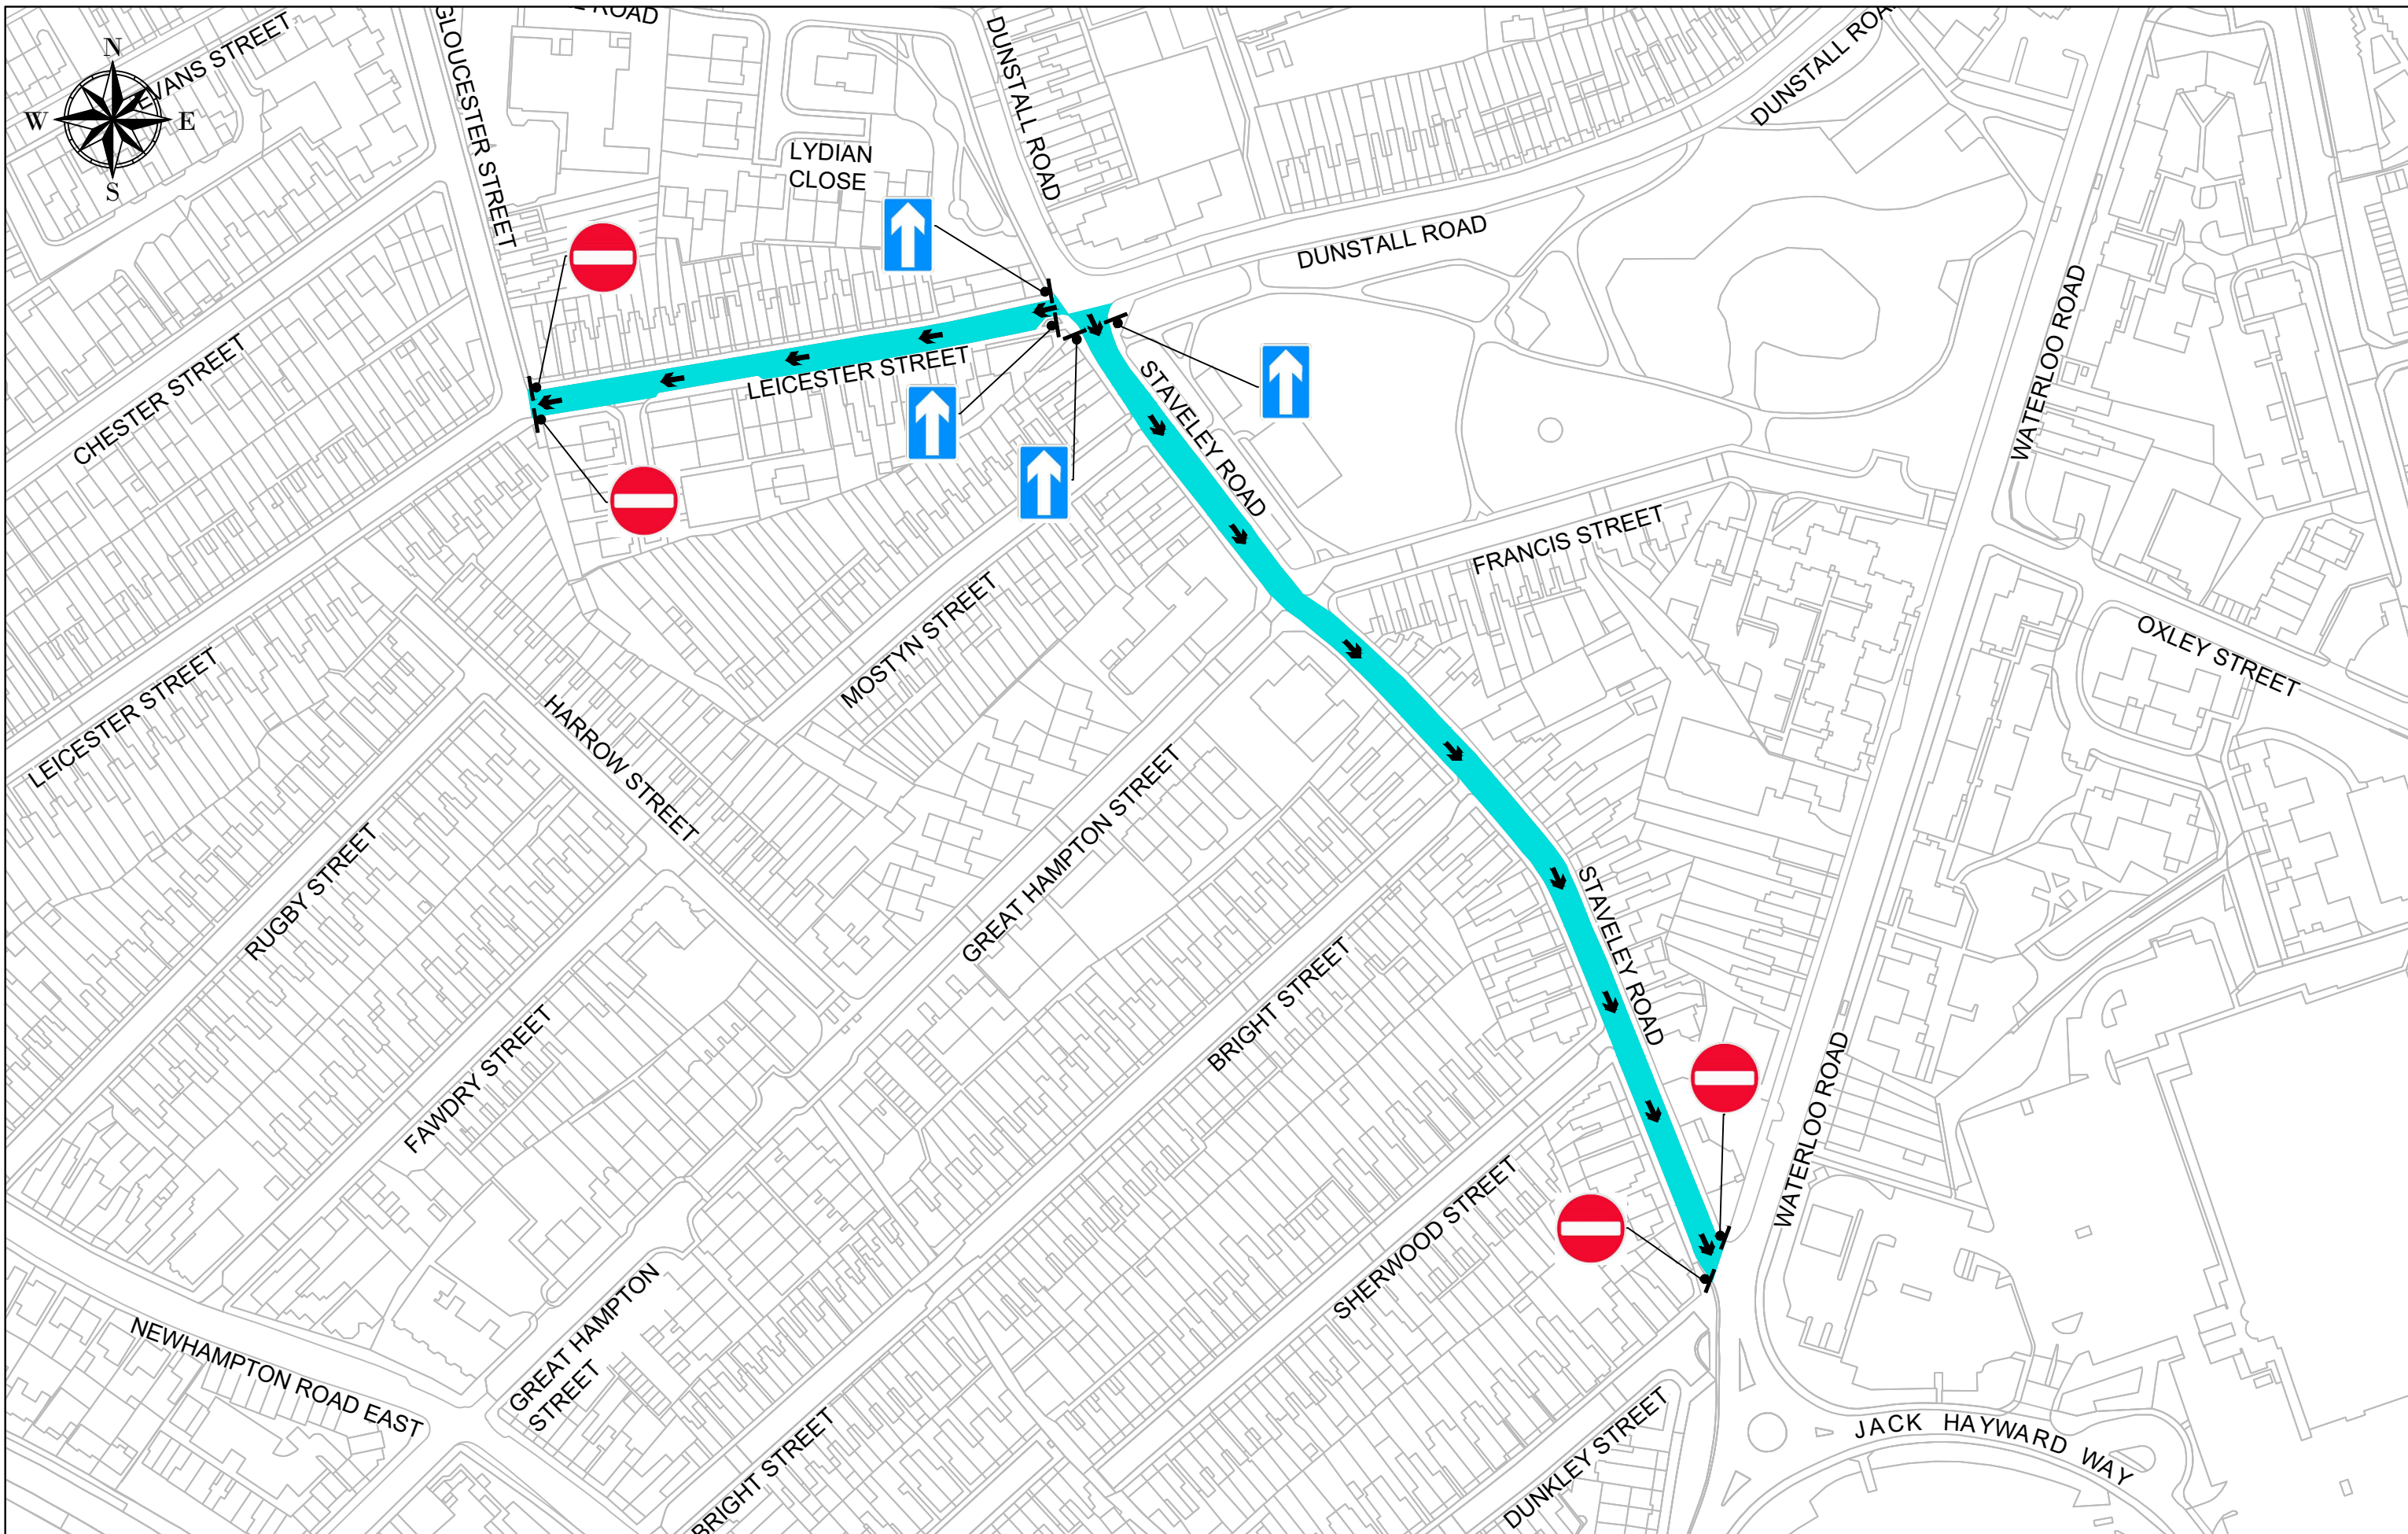 DUNSTALL ROAD
EVANS STREET
GLOUCESTER STREET
ROAD
DUNSTALL ROAD
N
W
E
S
LYDIAN
CLOSE
DUNSTALL ROAD
WATERLOO ROAD
CHESTER STREET
LEICESTER STREET
STAVELEY ROAD
FRANCIS STREET
MOSTYN STREET
OXLEY STREET
LEICESTER STREET
HARROW STREET
GREAT HAMPTON STREET
RUGBY STREET
STAVELEY ROAD
BRIGHT STREET
FAWDRY STREET
WATERLOO ROAD
SHERWOOD STREET
NEWHAMPTON ROAD EAST
GREAT HAMPTON
STREET
BRIGHT STREET
DUNKLEY STREET
JACK HAYWARD WAY